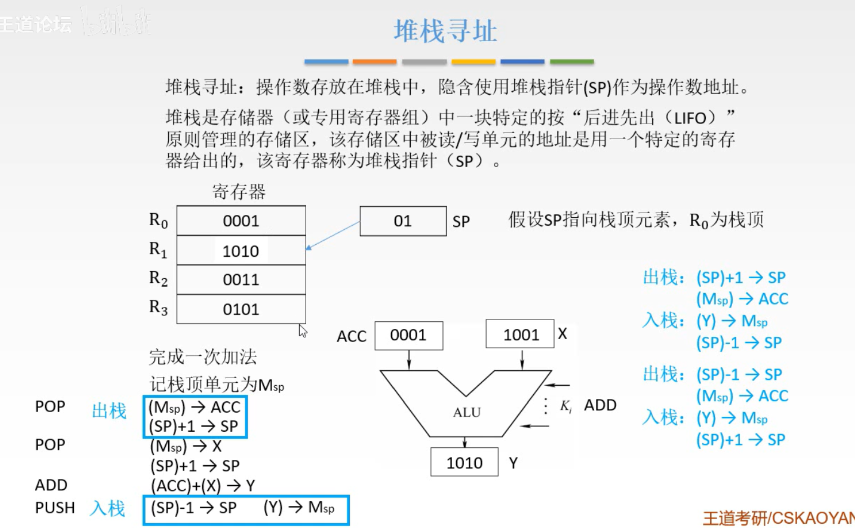 王道论坛
堆栈寻址
堆栈寻址：操作数存放在堆栈中，隐含使用堆栈指针(SP)作为操作数地址。
堆栈是存储器（或专用寄存器组）中一块特定的按“后进先出（LIFO）”
原则管理的存储区，该存储区中被读/写单元的地址是用一个特定的寄存
器给出的，该寄存器称为堆栈指针（SP）。
寄存器
R0 0001 01 SP 假设SP指向栈顶元素，R0为栈顶
R1 1010
R2 0011
R3 0101
出栈：(SP)+1 → SP
(Msp) → ACC
入栈：(Y) → Msp
(SP)-1 → SP
出栈：(SP)-1 → SP
(Msp) → ACC
入栈：(Y) → Msp
(SP)+1 → SP
ACC 0001 1001 X
ALU Ki ADD
1010 Y
完成一次加法
记栈顶单元为Msp
POP 出栈 (Msp) → ACC
(SP)+1 → SP
POP (Msp) → X
(SP)+1 → SP
ADD (ACC)+(X) → Y
PUSH 入栈 (SP)-1 → SP (Y) → Msp
王道考研/CSKAOYAN